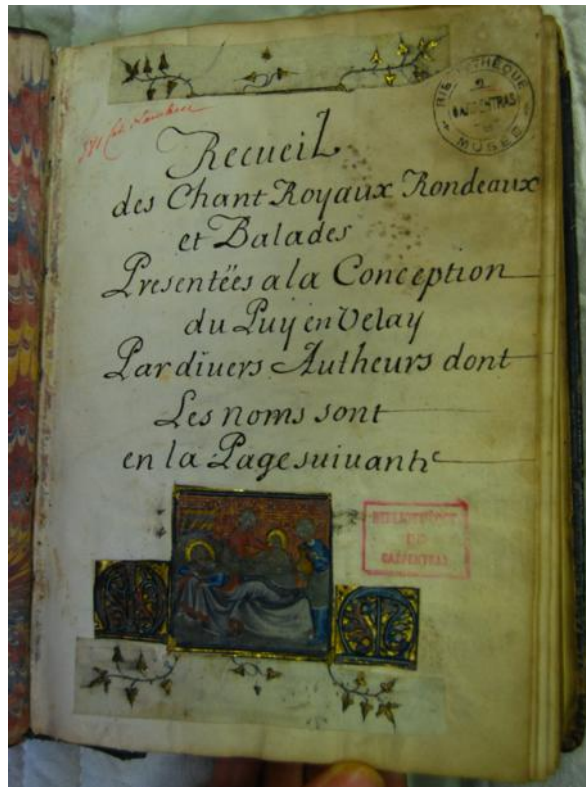 BIBLIOTHÈQUE
CARPENTRAS
MUSÉE
Recueil
des Chant Royaux Rondeaux
et Balades
Presentëes a la Conception
du Puy en Velay
Par diuers Autheurs dont
Les noms sont
en la Page suiuante
BIBLIOTHÈQUE
DE
CARPENTRAS